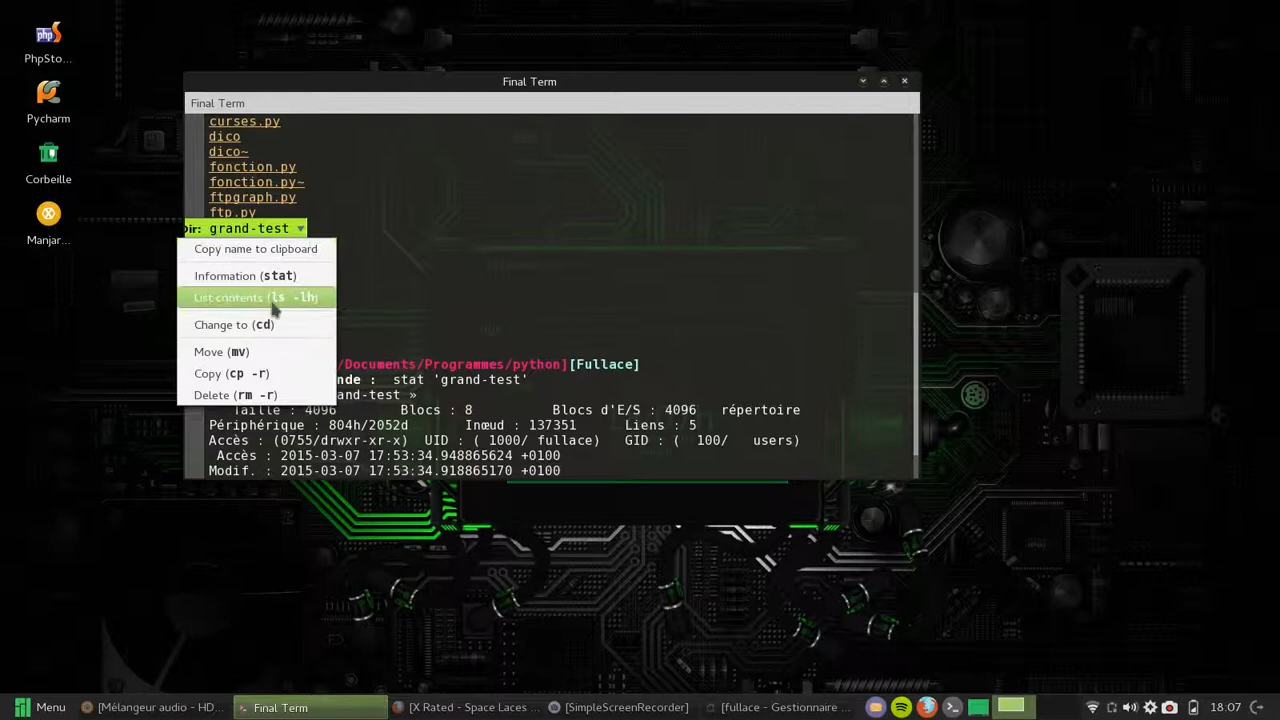 PhpSto...
Pycharm
Corbeille
Manjar...
Final Term
Final Term
curses.py
dico
dico~
fonction.py
fonction.py~
ftpgraph.py
ftp.py
Dir: grand-test
Copy name to clipboard
Information (stat)
List contents (ls -lh)
Change to (cd)
Move (mv)
Copy (cp -r)
Delete (rm -r)
/Documents/Programmes/python][Fullace]
nde : stat 'grand-test'
and-test »
Taille : 4096 Blocs : 8 Blocs d'E/S : 4096 répertoire
Périphérique : 804h/2052d Inœud : 137351 Liens : 5
Accès : (0755/drwxr-xr-x) UID : ( 1000/ fullace) GID : ( 100/ users)
Accès : 2015-03-07 17:53:34.948865624 +0100
Modif. : 2015-03-07 17:53:34.918865170 +0100
Menu [Mélangeur audio - HD... Final Term [X Rated - Space Laces ... [SimpleScreenRecorder] [fullace - Gestionnaire ... 18:07